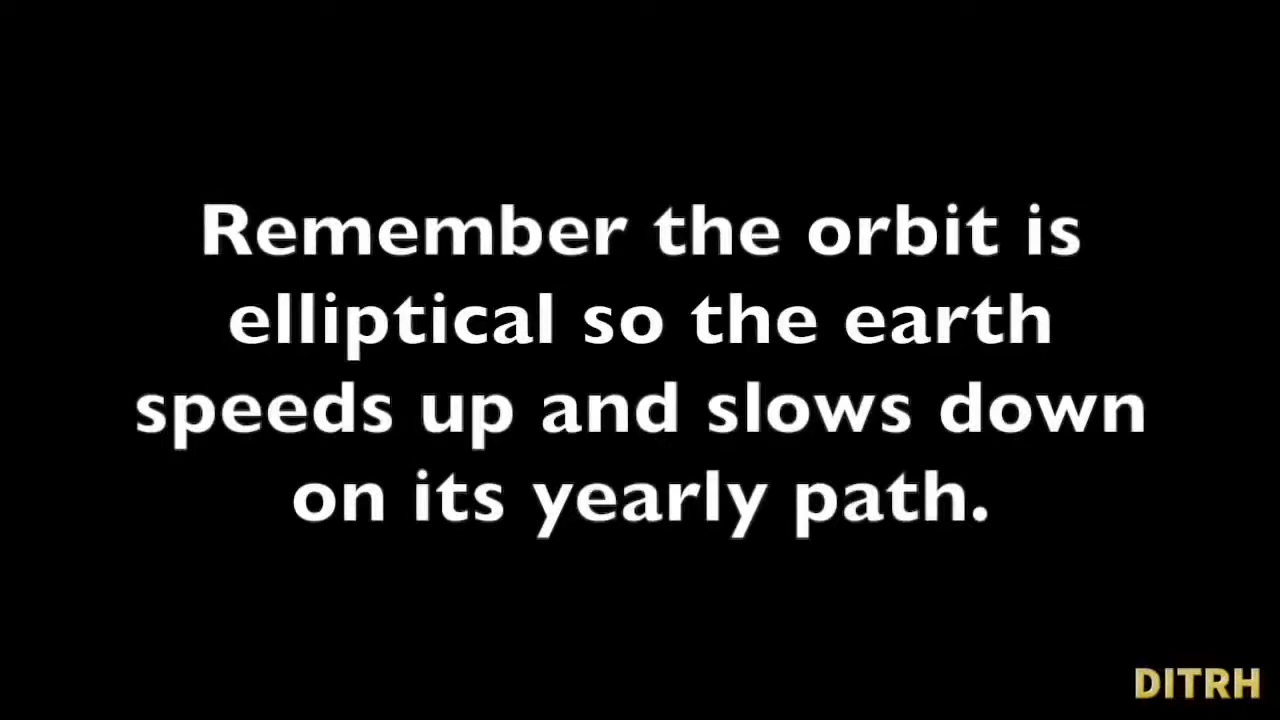 Remember the orbit is
elliptical so the earth
speeds up and slows down
on its yearly path.
DITRH